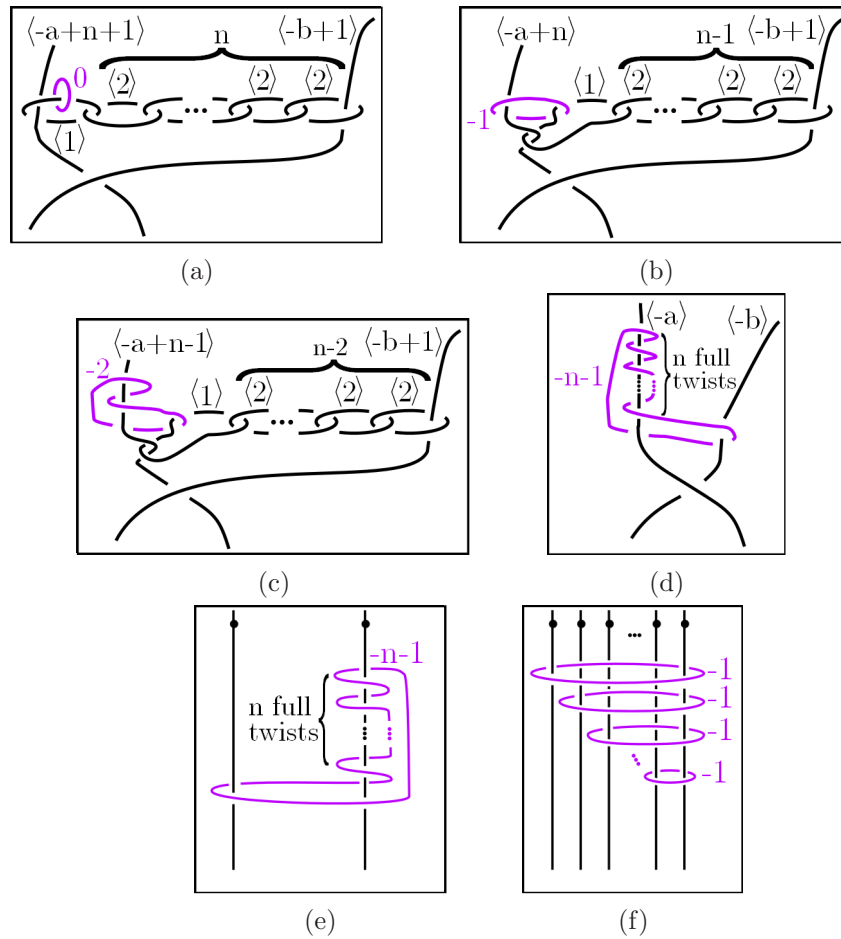 ⟨-a+n+1⟩ n ⟨-b+1⟩
0 ⟨2⟩ ⟨2⟩ ⟨2⟩
⟨1⟩
(a)
⟨-a+n⟩ n-1 ⟨-b+1⟩
⟨1⟩ ⟨2⟩ ⟨2⟩ ⟨2⟩
-1
(b)
⟨-a+n-1⟩ n-2 ⟨-b+1⟩
-2 ⟨1⟩ ⟨2⟩ ⟨2⟩ ⟨2⟩
(c)
⟨-a⟩ ⟨-b⟩
-n-1 n full
twists
(d)
-n-1
n full
twists
(e)
-1
-1
-1
-1
(f)